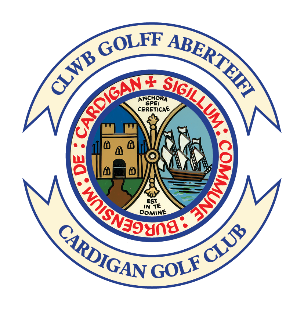 CLWB GOLFF ABERTEIFI
SIGILLUM: COMMUNE: BURGENSIUM: DE: CARDIGAN
ANCHORA
SPEI
CERETICAE
EST
IN TE
DOMINE
CARDIGAN GOLF CLUB